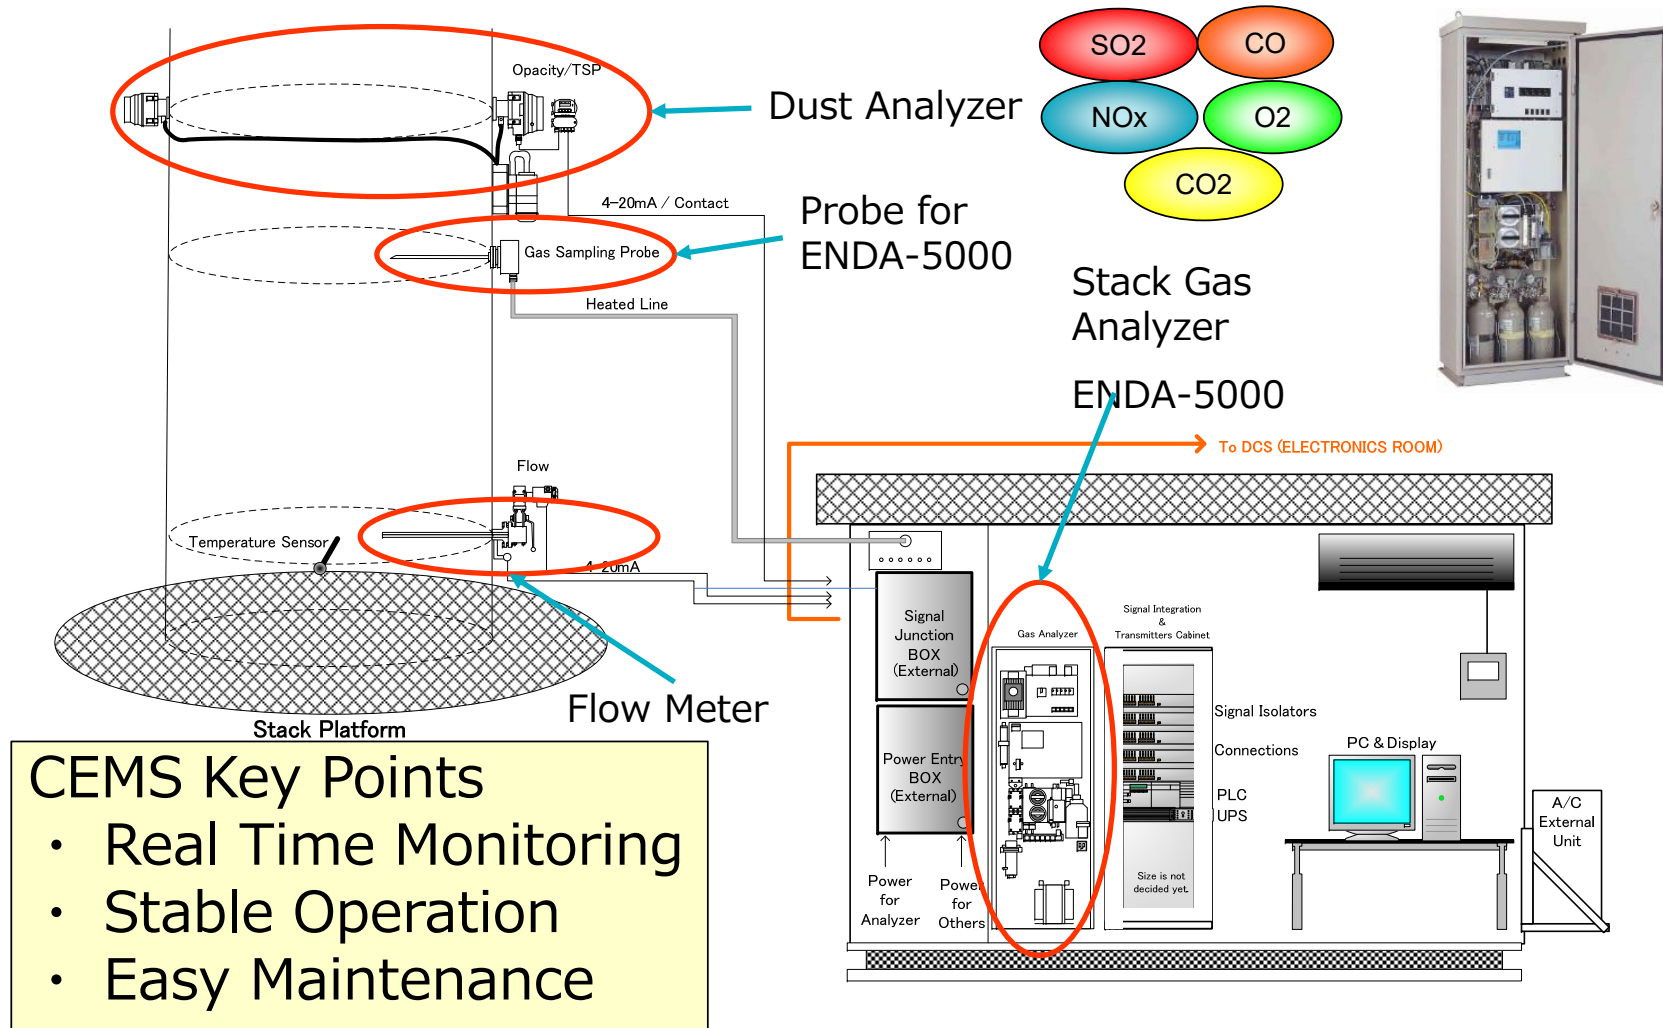 Opacity/TSP
Dust Analyzer
SO2
CO
NOx
O2
CO2
4-20mA / Contact
Probe for
ENDA-5000
Gas Sampling Probe
Heated Line
Stack Gas
Analyzer
ENDA-5000
To DCS (ELECTRONICS ROOM)
Flow
Temperature Sensor
4-20mA
Flow Meter
Stack Platform
Signal
Junction
BOX
(External)
Power Entry
BOX
(External)
Power
for
Analyzer
Power
for
Others
Gas Analyzer
Signal Integration
&
Transmitters Cabinet
Signal Isolators
Connections
PLC
UPS
Size is not
decided yet.
PC & Display
A/C
External
Unit
CEMS Key Points
・ Real Time Monitoring
・ Stable Operation
・ Easy Maintenance